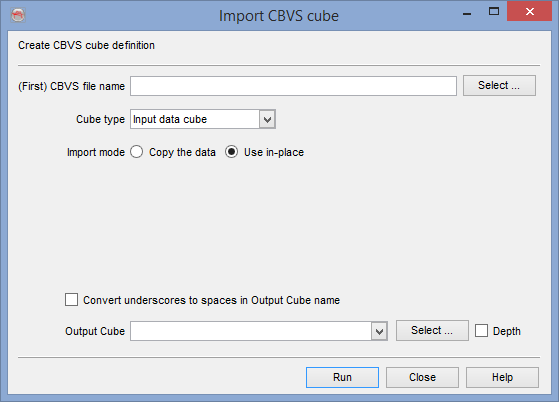 Import CBVS cube
Create CBVS cube definition
(First) CBVS file name Select ...
Cube type Input data cube
Import mode Copy the data Use in-place
Convert underscores to spaces in Output Cube name
Output Cube Select ... Depth
Run Close Help